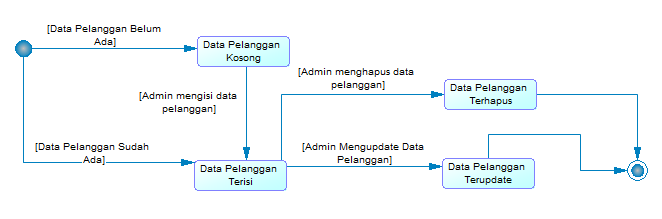 [Data Pelanggan Belum
Ada]
Data Pelanggan
Kosong
[Admin mengisi data
pelanggan]
[Admin menghapus data
pelanggan]
Data Pelanggan
Terhapus
[Data Pelanggan Sudah
Ada]
Data Pelanggan
Terisi
[Admin Mengupdate Data
Pelanggan]
Data Pelanggan
Terupdate